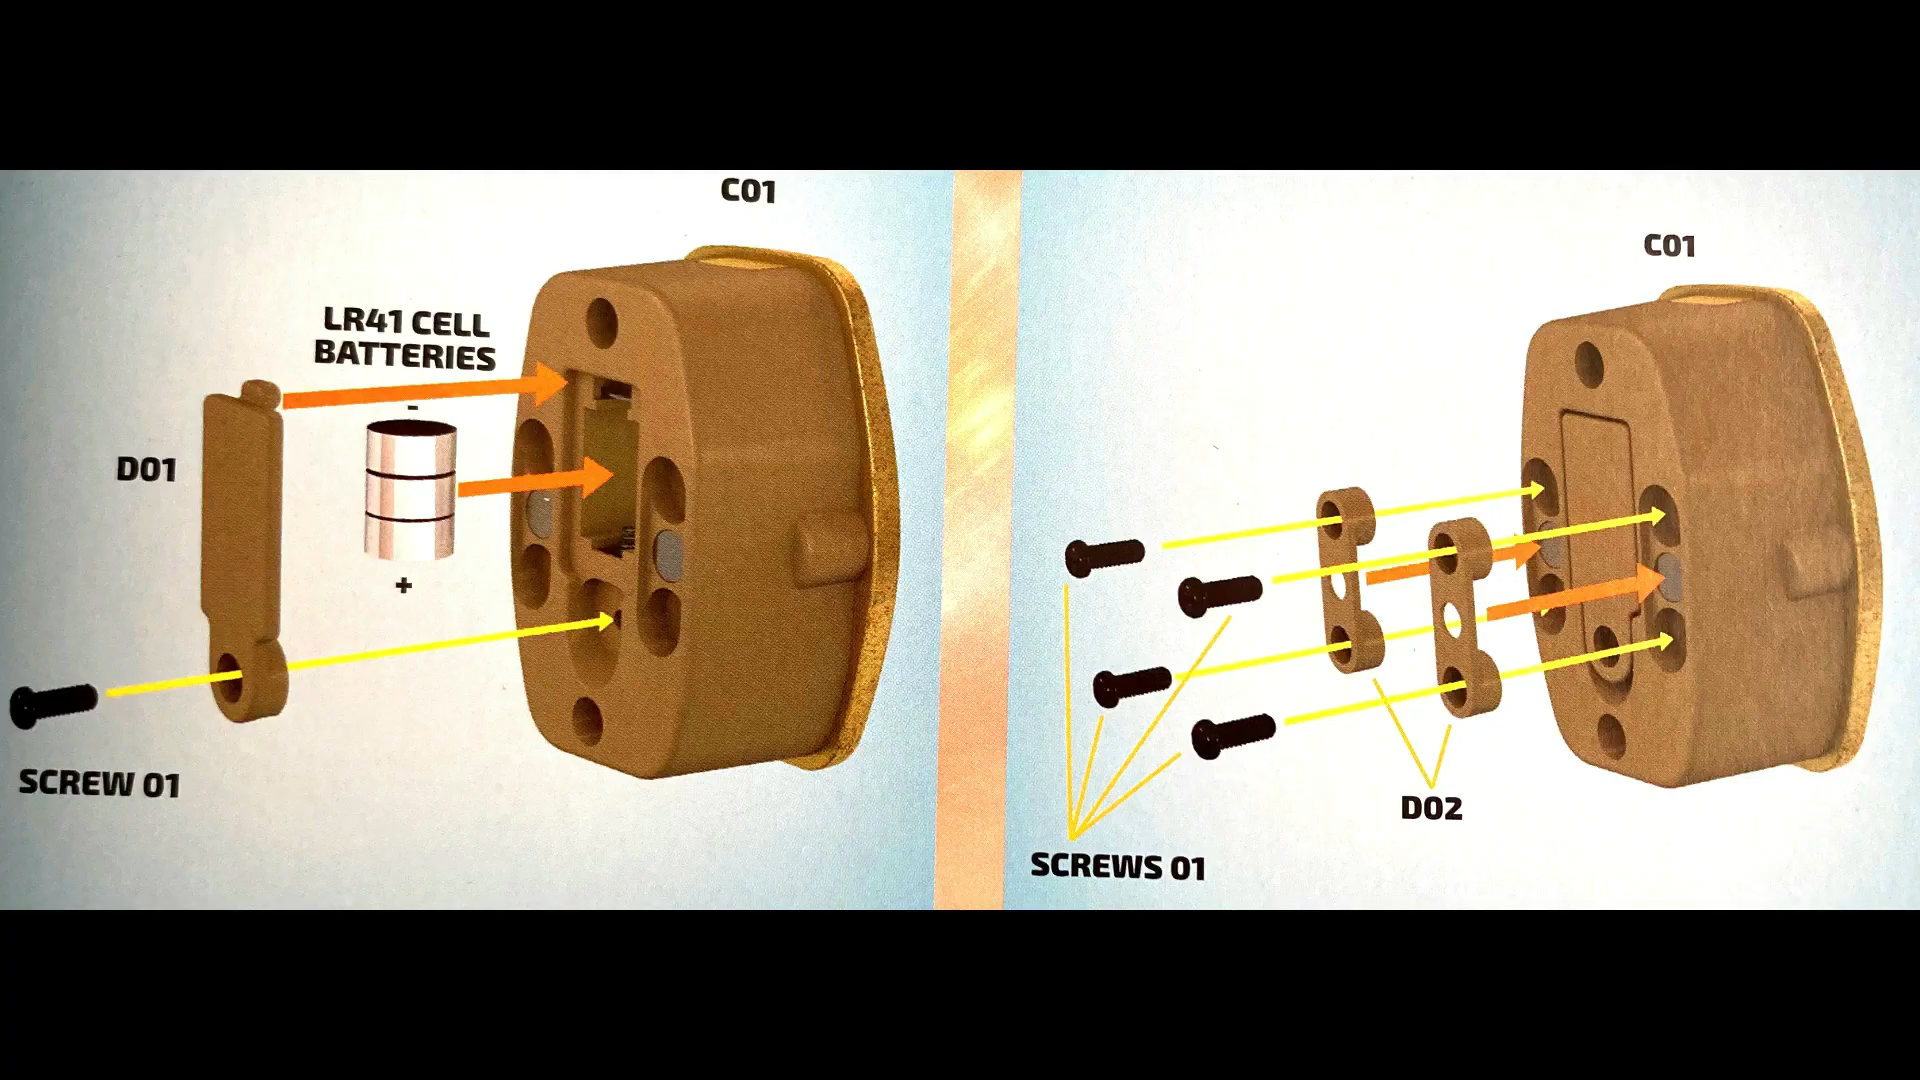 C01
LR41 CELL
BATTERIES
-
D01
+
SCREW 01
C01
D02
SCREWS 01